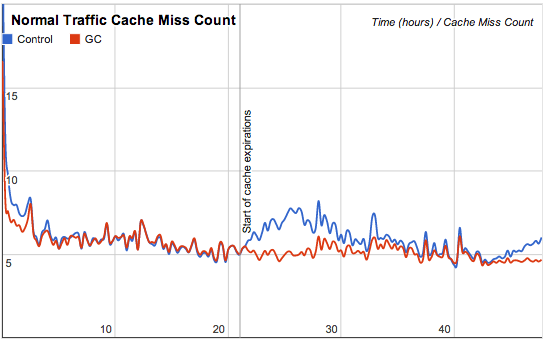 Normal Traffic Cache Miss Count
Time (hours) / Cache Miss Count
Control
GC
15
10
5
Start of cache expirations
10
20
30
40